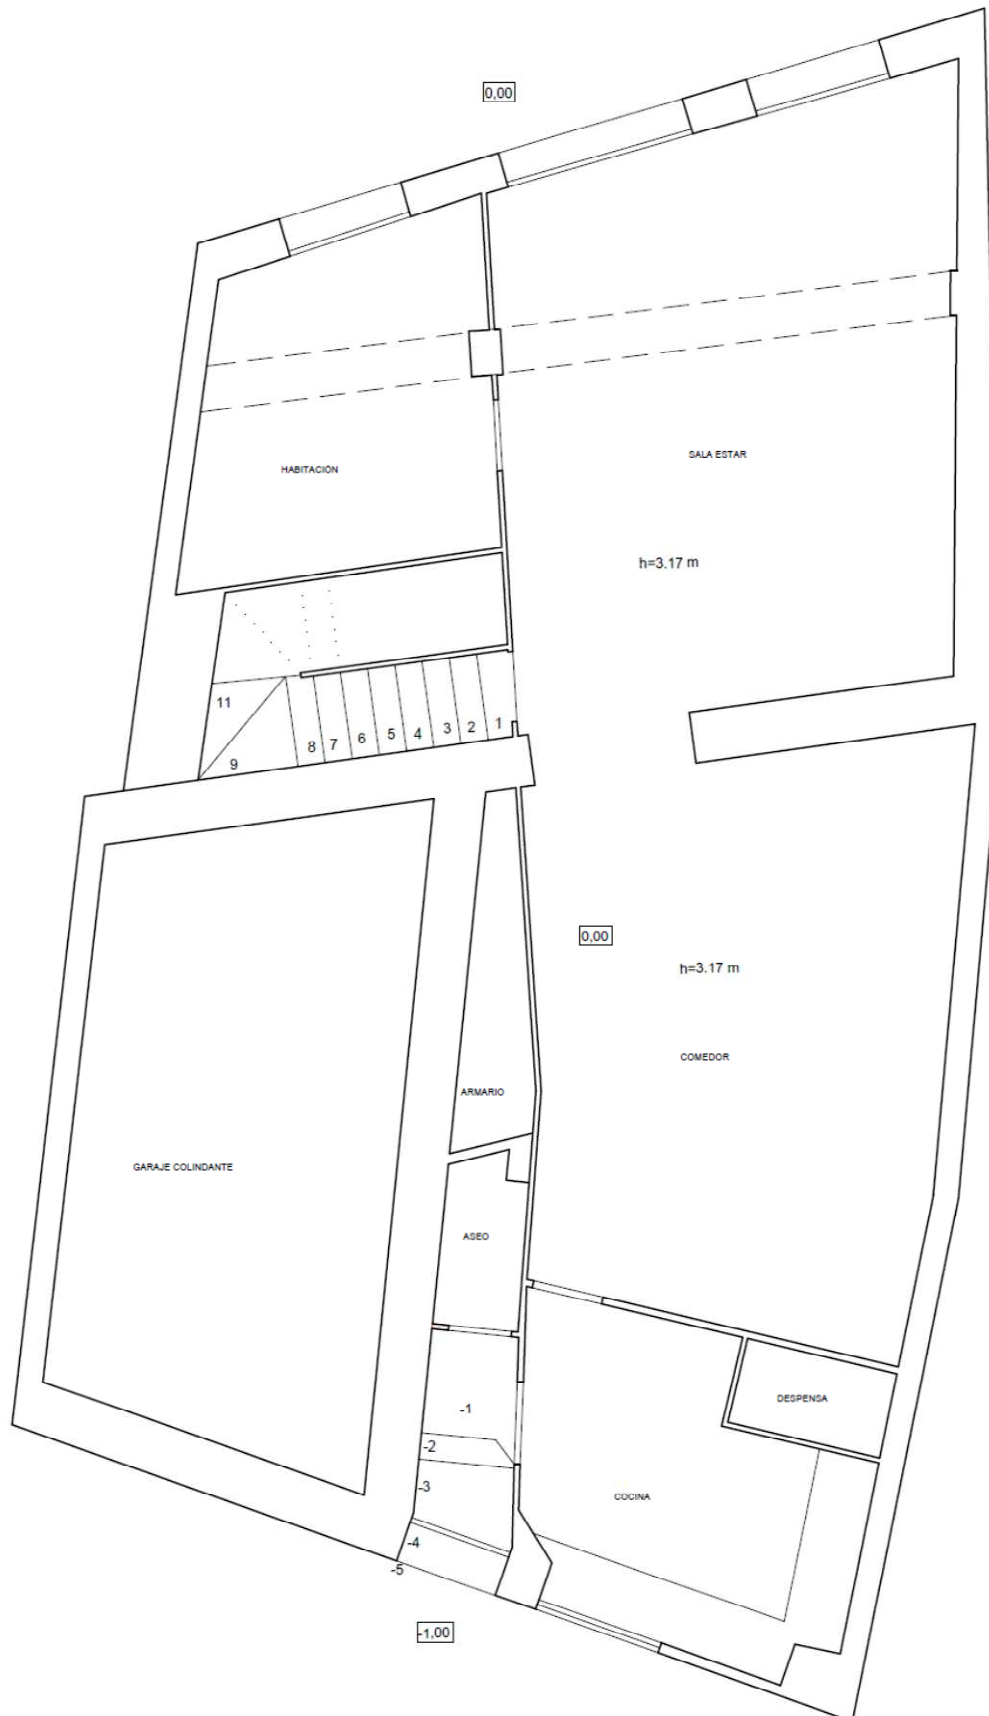 0,00
SALA ESTAR
HABITACIÓN
h=3.17 m
11
9
8
7
6
5
4
3
2
1
0,00
h=3.17 m
COMEDOR
ARMARIO
GARAJE COLINDANTE
ASEO
DESPENSA
-1
-2
-3
COCINA
-4
-5
-1,00